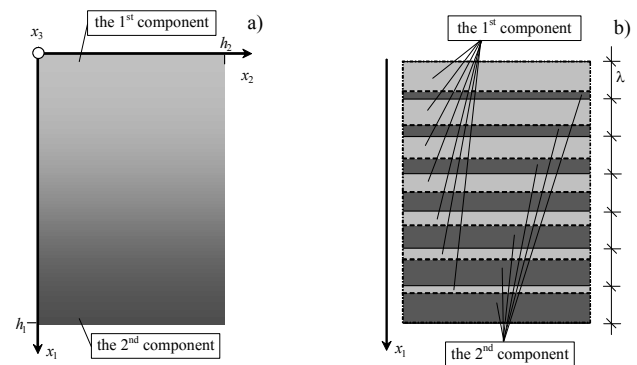 a)
the 1st component
x3
h2
x2
h1
x1
the 2nd component
b)
the 1st component
λ
x1
the 2nd component